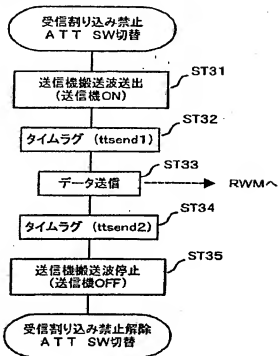 受信割り込み禁止
ATT SW切替
ST31
送信機搬送波送出
(送信機ON)
ST32
タイムラグ (ttsend1)
ST33
データ送信
RWMへ
ST34
タイムラグ (ttsend2)
ST35
送信機搬送波停止
(送信機OFF)
受信割り込み禁止解除
ATT SW切替